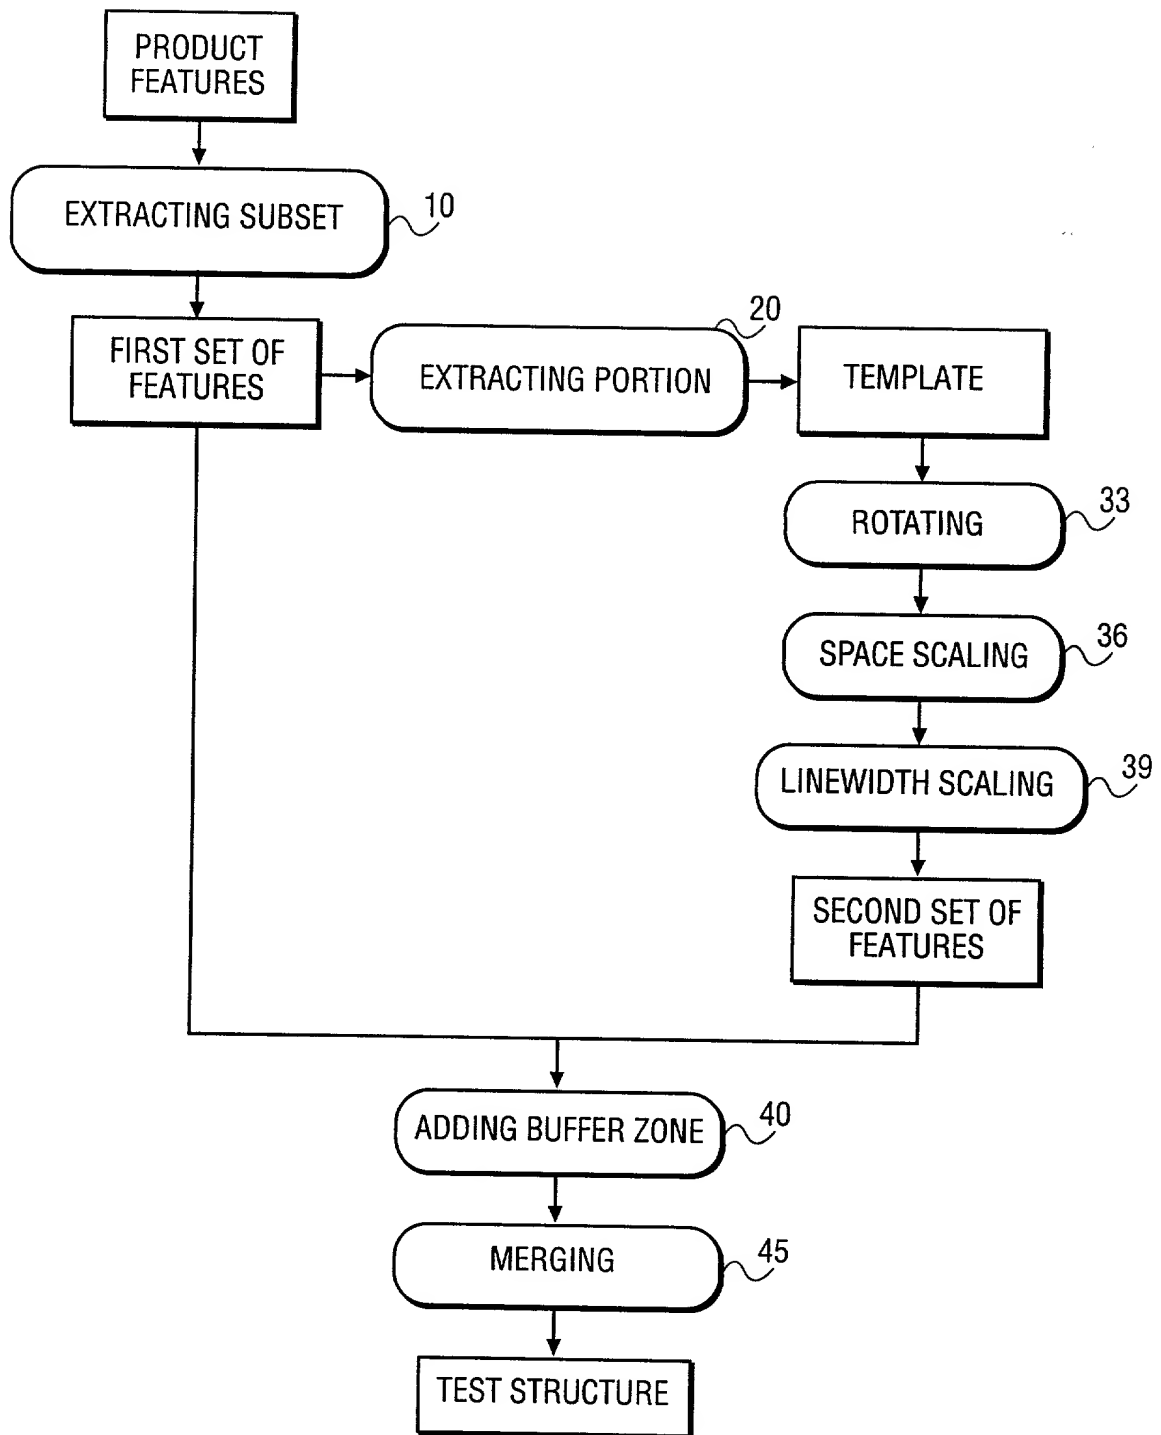 PRODUCT
FEATURES
EXTRACTING SUBSET
10
FIRST SET OF
FEATURES
20
EXTRACTING PORTION
TEMPLATE
ROTATING
33
SPACE SCALING
36
LINEWIDTH SCALING
39
SECOND SET OF
FEATURES
ADDING BUFFER ZONE
40
MERGING
45
TEST STRUCTURE